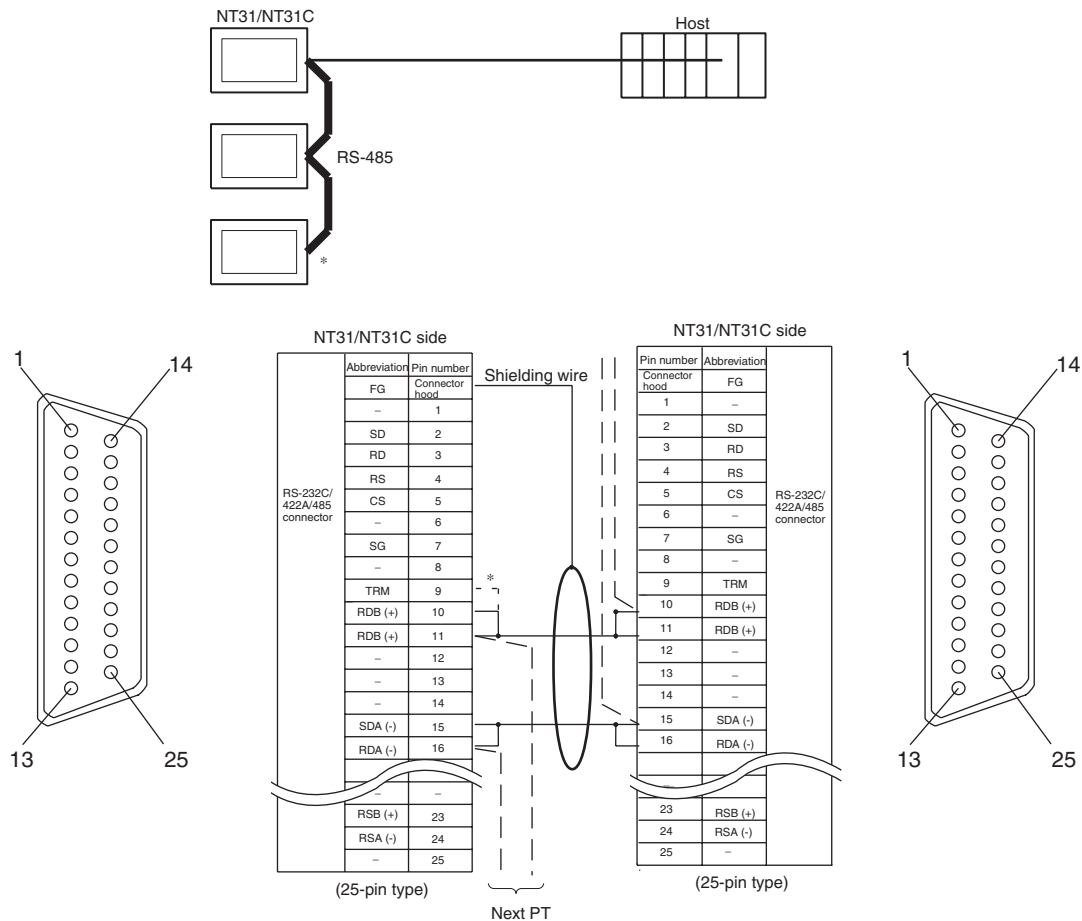 NT31/NT31C
Host
RS-485
*
NT31/NT31C side
NT31/NT31C side
1
14
13
25
Abbreviation Pin number
FG Connector hood
– 1
SD 2
RD 3
RS 4
CS 5
– 6
SG 7
– 8
TRM 9
RDB (+) 10
RDB (+) 11
– 12
– 13
– 14
SDA (-) 15
RDA (-) 16
– –
RSB (+) 23
RSA (-) 24
– 25
RS-232C/
422A/485
connector
(25-pin type)
Shielding wire
*
Next PT
Pin number Abbreviation
Connector hood FG
1 –
2 SD
3 RD
4 RS
5 CS
6 –
7 SG
8 –
9 TRM
10 RDB (+)
11 RDB (+)
12 –
13 –
14 –
15 SDA (-)
16 RDA (-)
– –
23 RSB (+)
24 RSA (-)
25 –
RS-232C/
422A/485
connector
(25-pin type)
1
14
13
25